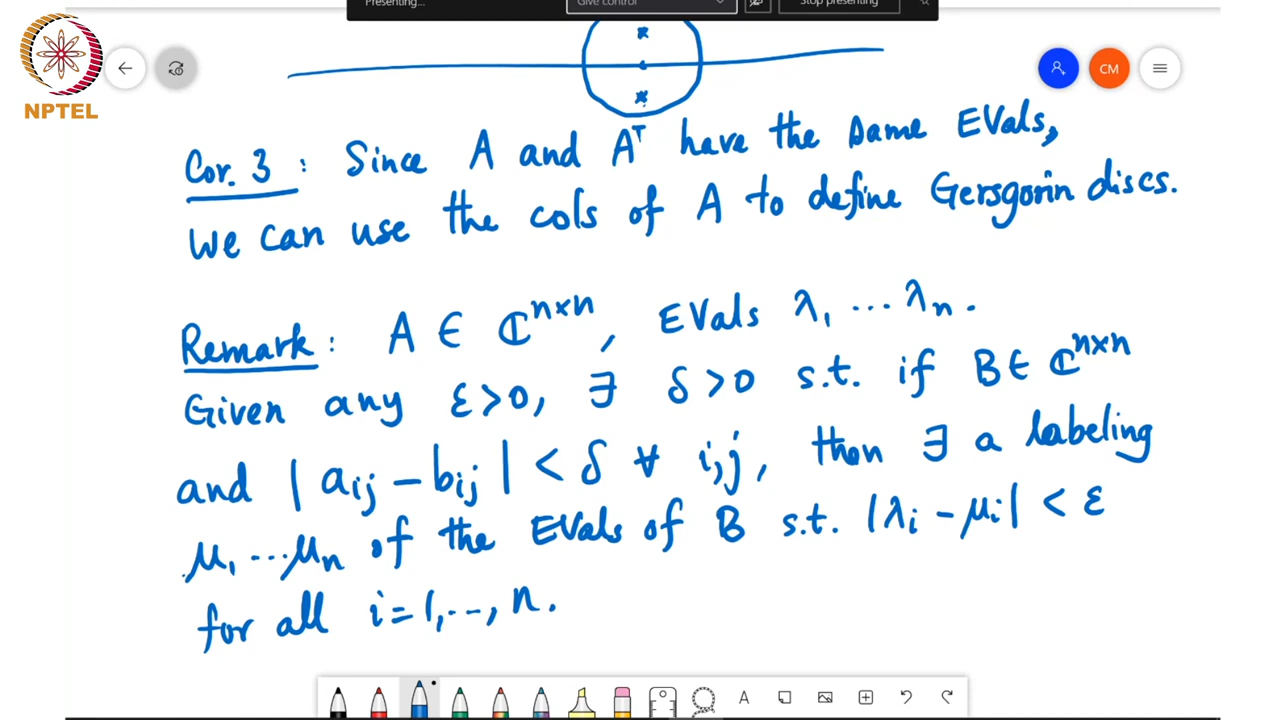 Presenting...
Give control
Stop presenting
NPTEL
CM
Cor. 3 : Since A and Aᵀ have the same EVals,
We can use the cols of A to define Gersgorin discs.
Remark : A ∈ ℂⁿˣⁿ, EVals λ₁ ... λₙ.
Given any ε>0, ∃ δ>0 s.t. if B ∈ ℂⁿˣⁿ
and |aᵢⱼ - bᵢⱼ| < δ ∀ i,j, then ∃ a labeling
μ₁ ... μₙ of the EVals of B s.t. |λᵢ - μᵢ| < ε
for all i=1,..., n.
A